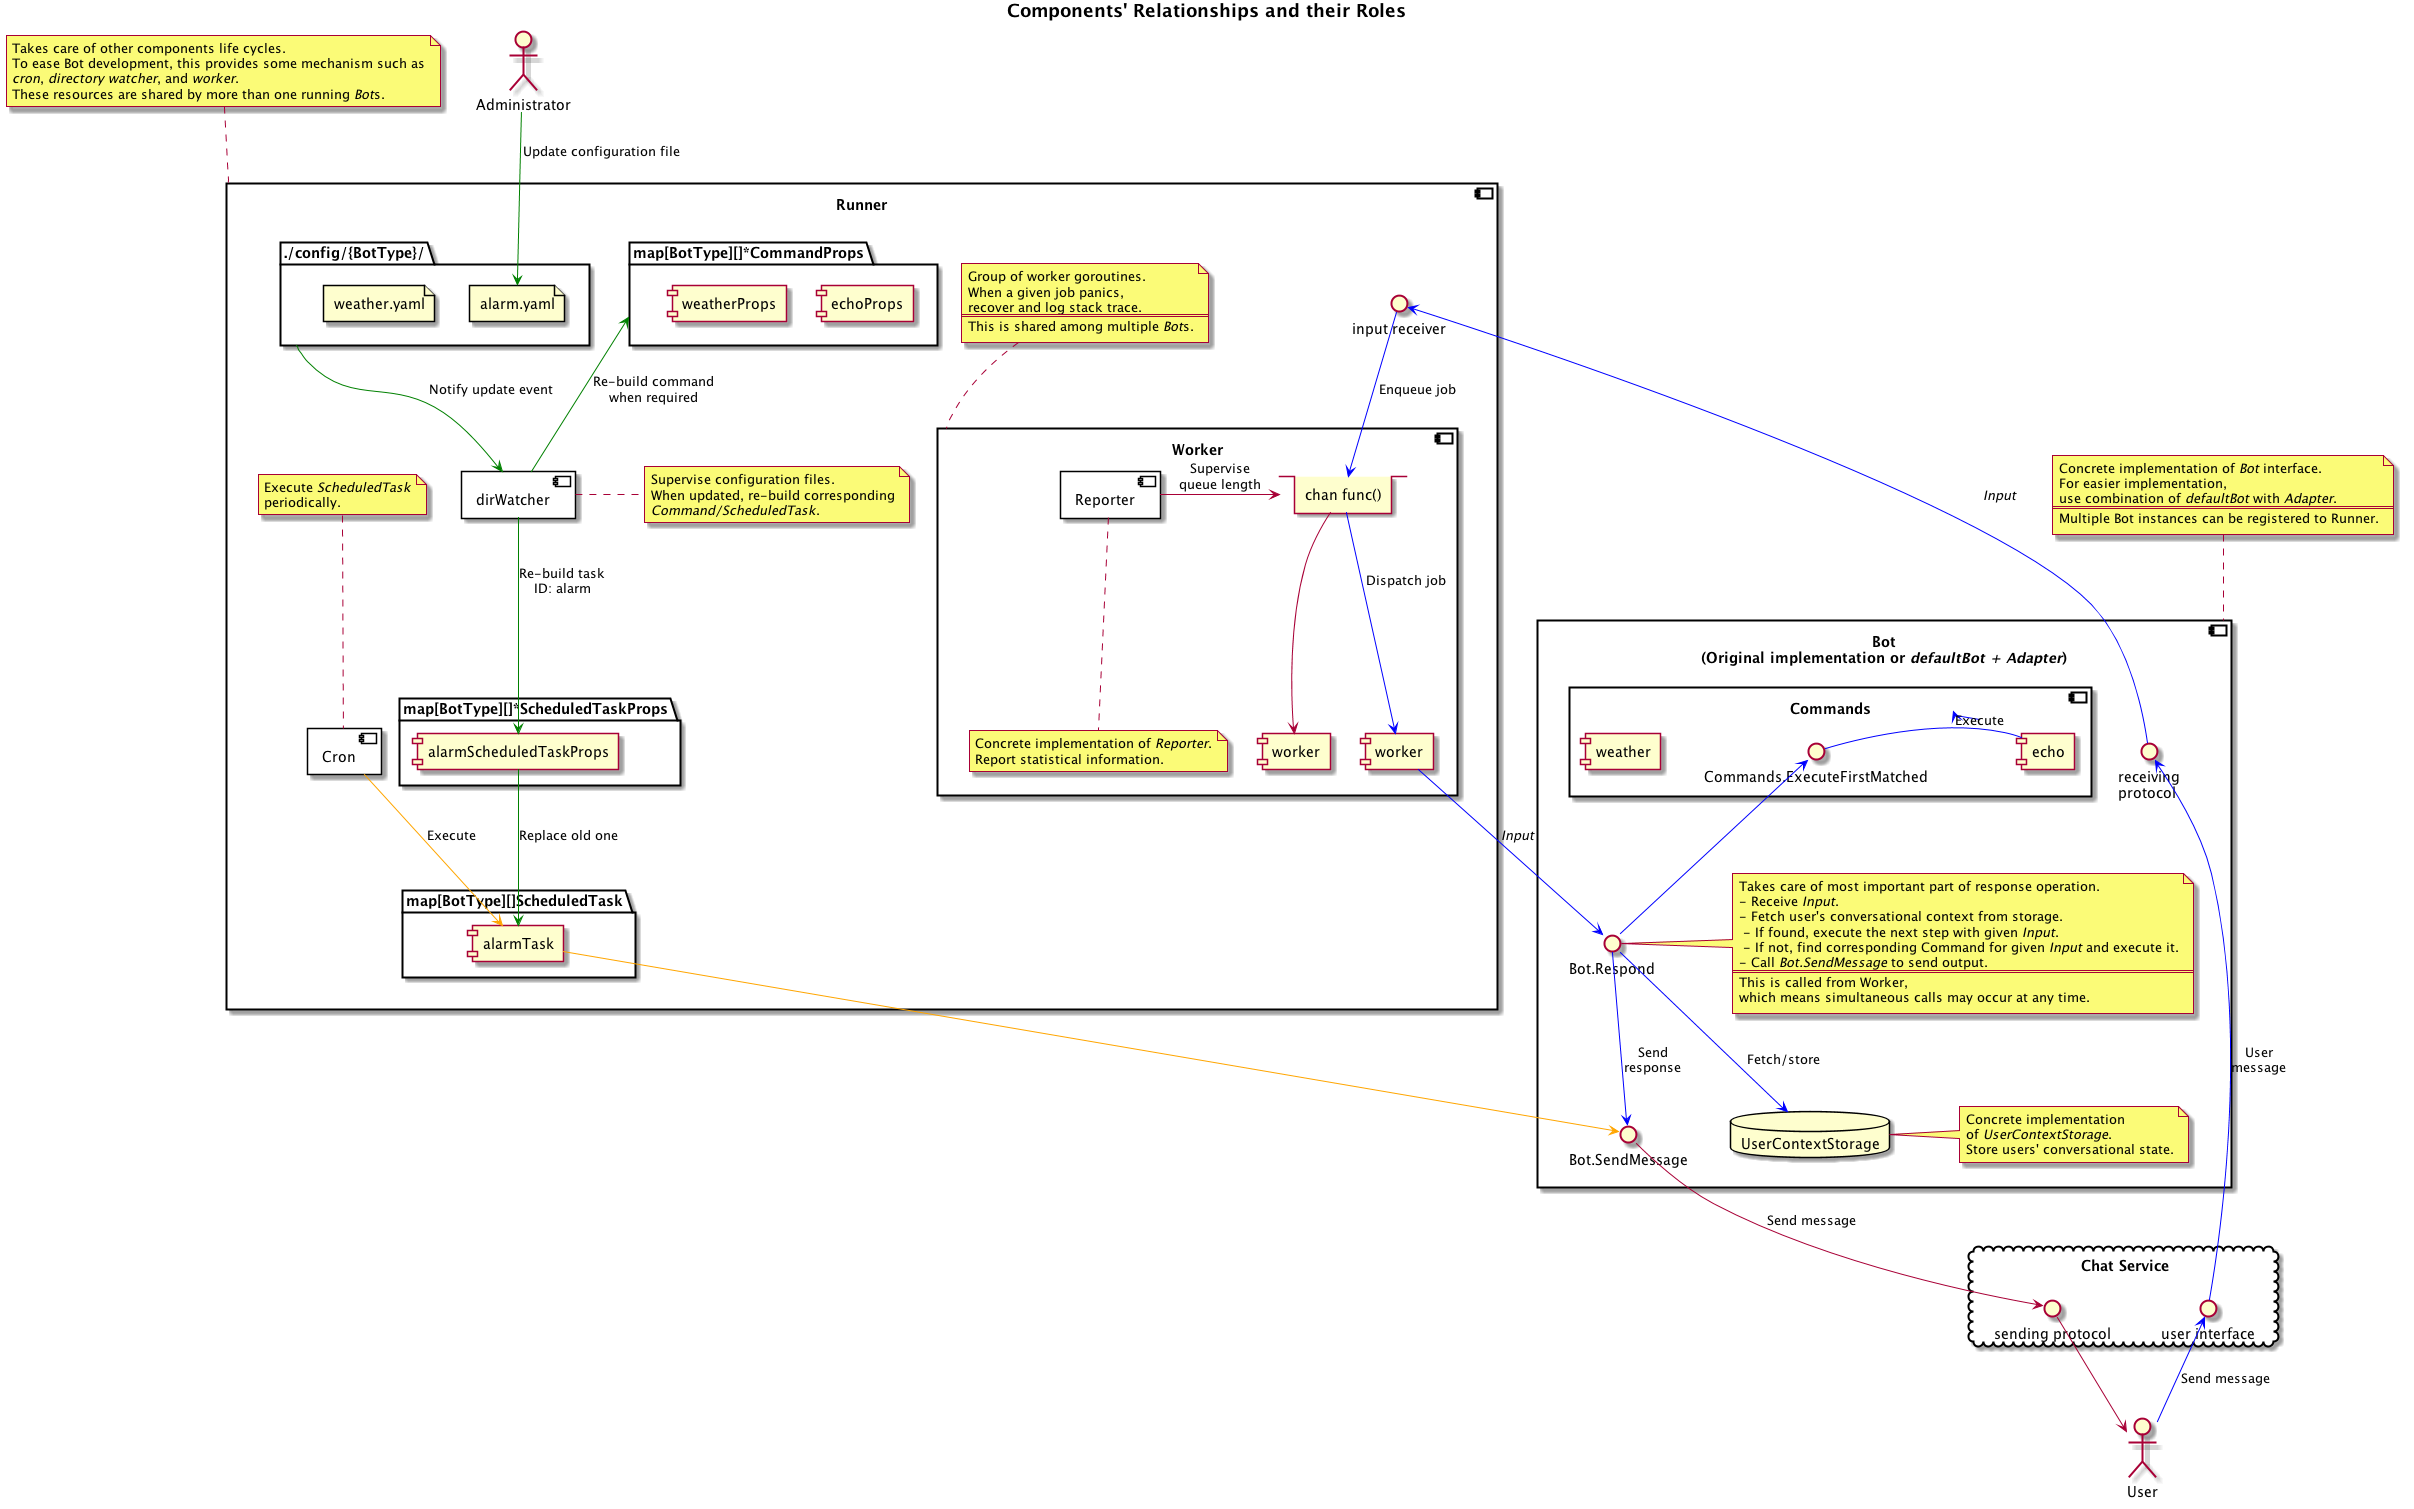 Components' Relationships and their Roles
Takes care of other components life cycles.
To ease Bot development, this provides some mechanism such as
cron, directory watcher, and worker.
These resources are shared by more than one running Bots.
Administrator
Update configuration file
Runner
./config/{BotType}/
weather.yaml
alarm.yaml
map[BotType][]*CommandProps
weatherProps
echoProps
Group of worker goroutines.
When a given job panics,
recover and log stack trace.
This is shared among multiple Bots.
input receiver
Notify update event
Re-build command
when required
Enqueue job
Execute ScheduledTask
periodically.
dirWatcher
Supervise configuration files.
When updated, re-build corresponding
Command/ScheduledTask.
Worker
Reporter
Supervise
queue length
chan func()
Input
Concrete implementation of Bot interface.
For easier implementation,
use combination of defaultBot with Adapter.
Multiple Bot instances can be registered to Runner.
Re-build task
ID: alarm
Dispatch job
Bot
(Original implementation or defaultBot + Adapter)
Cron
map[BotType][]*ScheduledTaskProps
alarmScheduledTaskProps
Concrete implementation of Reporter.
Report statistical information.
worker
worker
Commands
weather
Commands.ExecuteFirstMatched
Execute
echo
receiving
protocol
Execute
Replace old one
Input
map[BotType][]ScheduledTask
alarmTask
Bot.Respond
Takes care of most important part of response operation.
- Receive Input.
- Fetch user's conversational context from storage.
- If found, execute the next step with given Input.
- If not, find corresponding Command for given Input and execute it.
- Call Bot.SendMessage to send output.
This is called from Worker,
which means simultaneous calls may occur at any time.
Send
response
Fetch/store
User
message
Bot.SendMessage
UserContextStorage
Concrete implementation
of UserContextStorage.
Store users' conversational state.
Send message
Chat Service
sending protocol
user interface
Send message
User